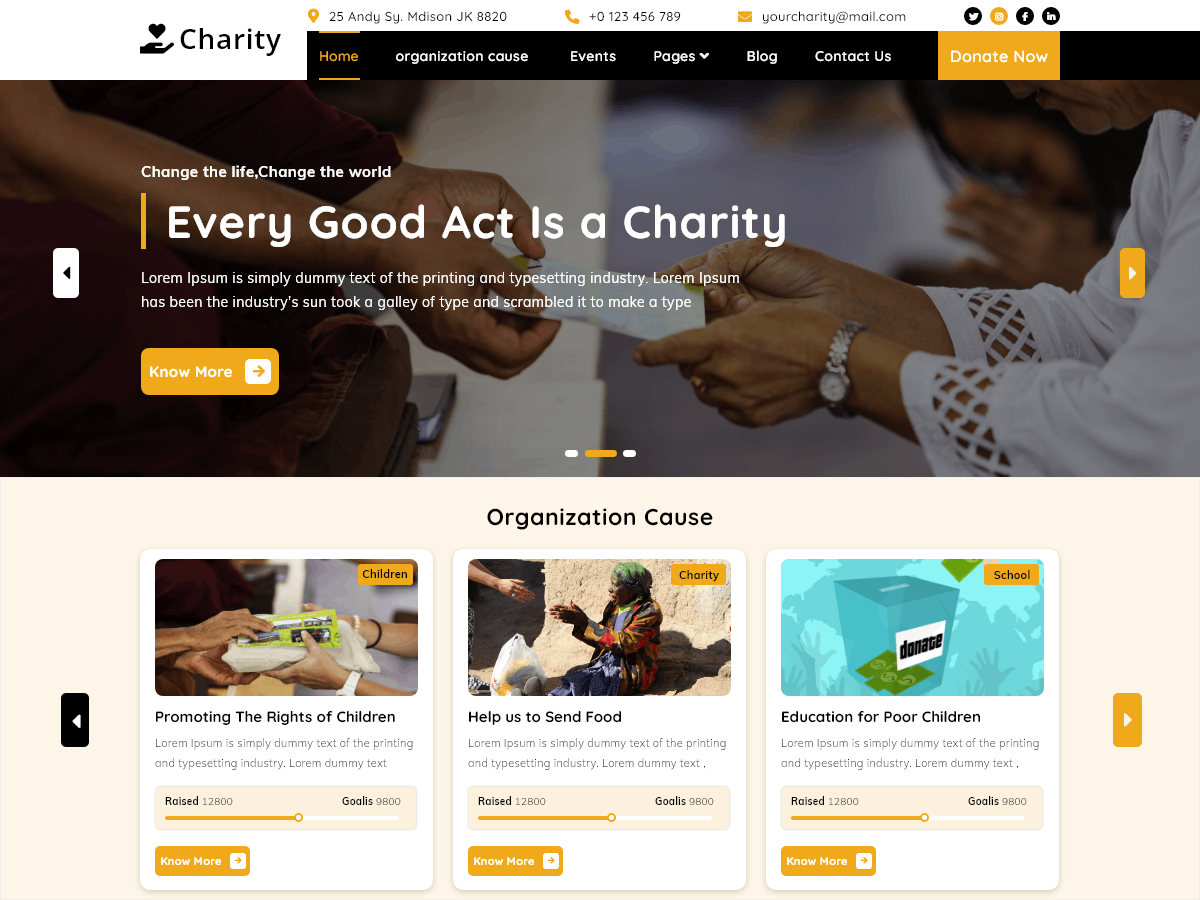 25 Andy Sy. Mdison JK 8820
+0 123 456 789
yourcharity@mail.com
Charity
Home
organization cause
Events
Pages
Blog
Contact Us
Donate Now
Change the life,Change the world
Every Good Act Is a Charity
Lorem Ipsum is simply dummy text of the printing and typesetting industry. Lorem Ipsum
has been the industry's sun took a galley of type and scrambled it to make a type
Know More
Organization Cause
Children
Promoting The Rights of Children
Lorem Ipsum is simply dummy text of the printing
and typesetting industry. Lorem dummy text
Raised 12800
Goalis 9800
Know More
Charity
Help us to Send Food
Lorem Ipsum is simply dummy text of the printing
and typesetting industry. Lorem dummy text .
Raised 12800
Goalis 9800
Know More
School
donate
Education for Poor Children
Lorem Ipsum is simply dummy text of the printing
and typesetting industry. Lorem dummy text .
Raised 12800
Goalis 9800
Know More